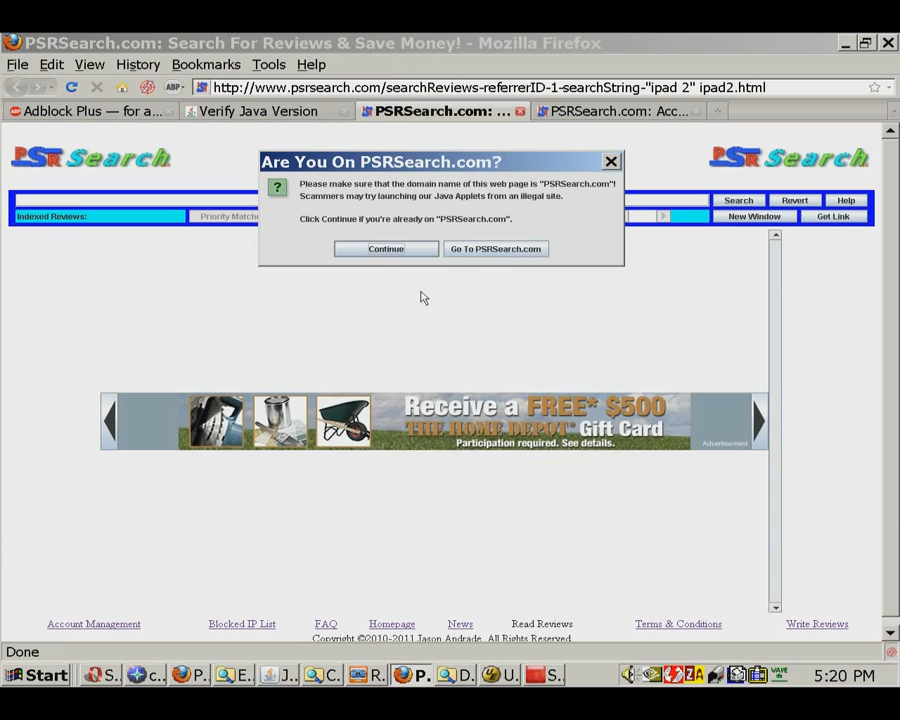 PSRSearch.com: Search For Reviews & Save Money! - Mozilla Firefox
File Edit View History Bookmarks Tools Help
ABP http://www.psrsearch.com/searchReviews-referrerID-1-searchString-"ipad 2" ipad2.html
Adblock Plus — for a... Verify Java Version PSRSearch.com: ... PSRSearch.com: Acc...
PSR Search
PSR Search
Are You On PSRSearch.com?
Please make sure that the domain name of this web page is "PSRSearch.com"!
Scammers may try launching our Java Applets from an illegal site.
Click Continue if you're already on "PSRSearch.com".
Continue Go To PSRSearch.com
Search Revert Help
Indexed Reviews: Priority Matche New Window Get Link
Receive a FREE* $500
THE HOME DEPOT® Gift Card
Participation required. See details.
Advertisement
Account Management Blocked IP List FAQ Homepage News Read Reviews Terms & Conditions Write Reviews
Copyright ©2010-2011 Jason Andrade. All Rights Reserved
Done
Start S. c.. P. E.. J.. C. R. P. D. U. S. ZA WAVE 5:20 PM